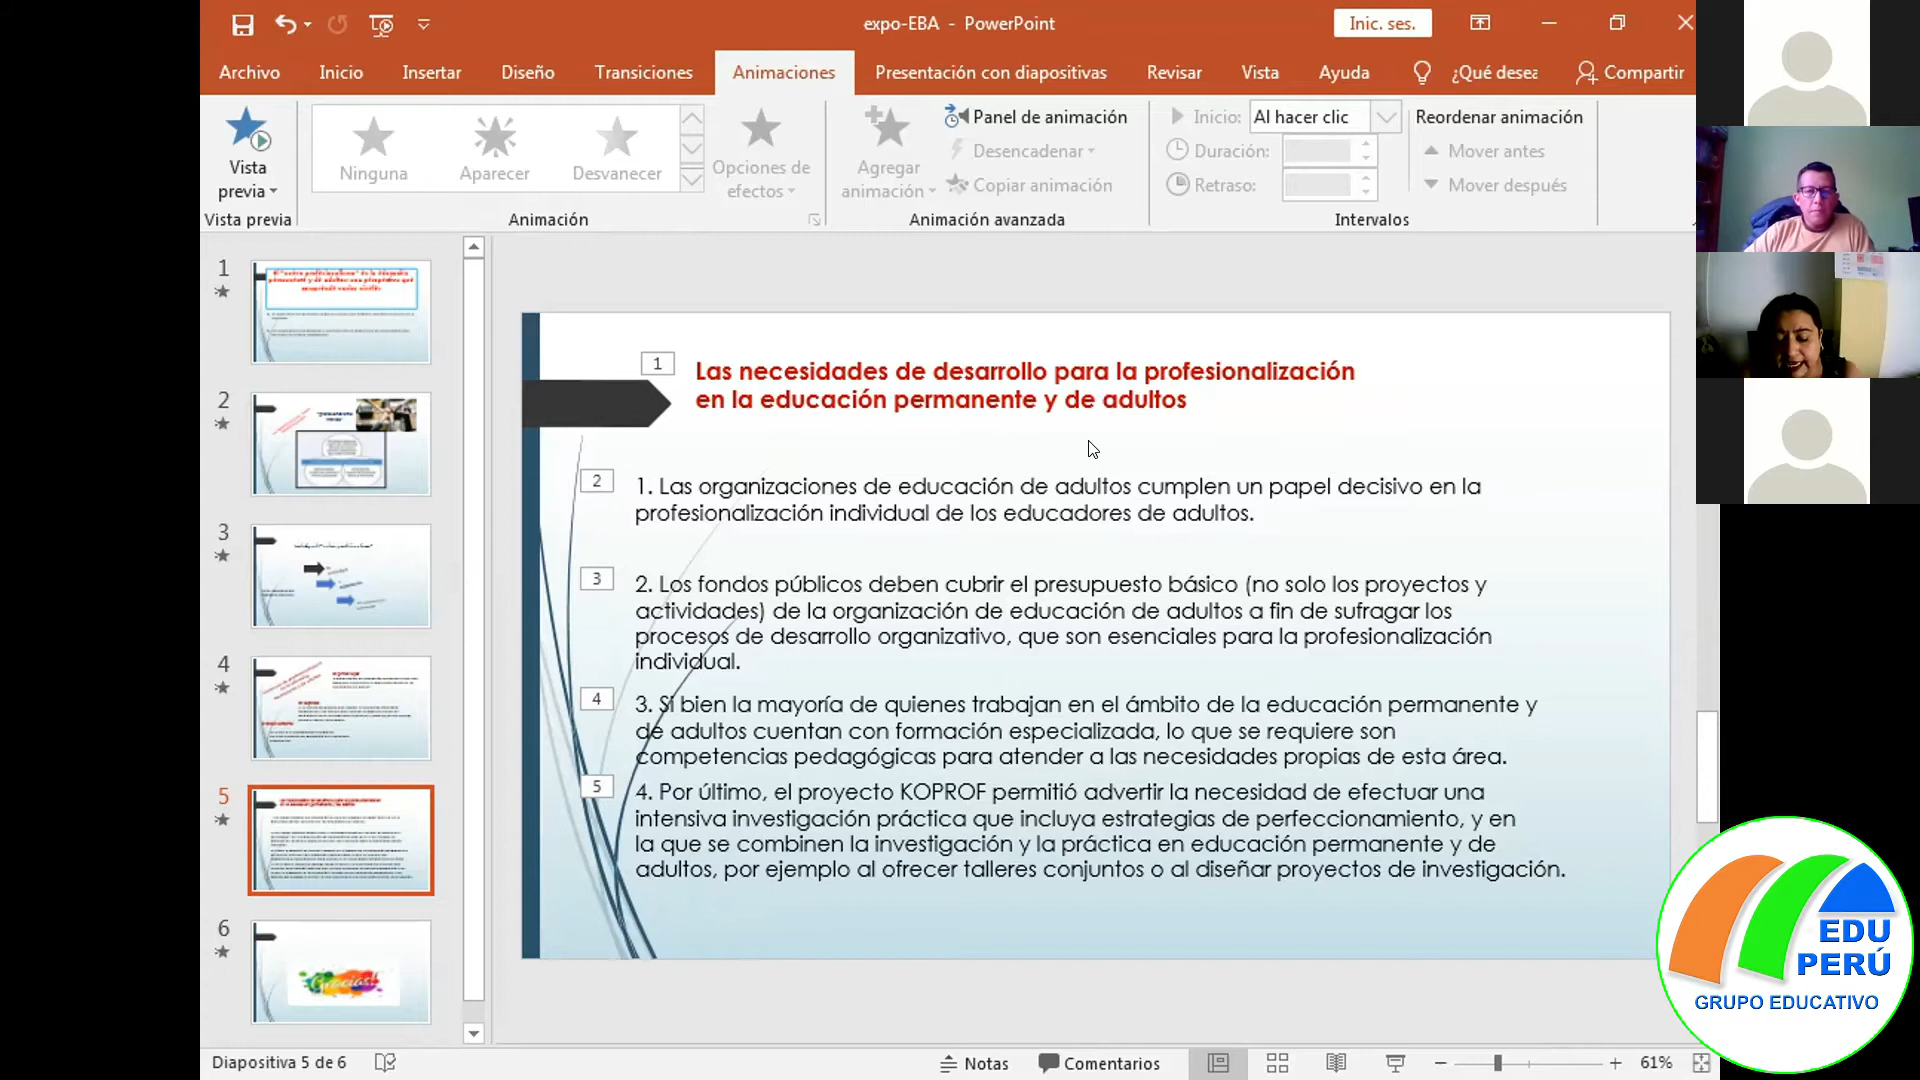 expo-EBA - PowerPoint
Inic. ses.
Archivo
Inicio
Insertar
Diseño
Transiciones
Animaciones
Presentación con diapositivas
Revisar
Vista
Ayuda
¿Qué desea
Compartir
Vista
previa
Vista previa
Ninguna
Aparecer
Desvanecer
Opciones de
efectos
Animación
Agregar
animación
Panel de animación
Desencadenar
Copiar animación
Animación avanzada
Inicio: Al hacer clic
Duración:
Retraso:
Reordenar animación
Mover antes
Mover después
Intervalos
1
2
3
4
5
6
Gracias!
1
Las necesidades de desarrollo para la profesionalización
en la educación permanente y de adultos
2
1. Las organizaciones de educación de adultos cumplen un papel decisivo en la
profesionalización individual de los educadores de adultos.
3
2. Los fondos públicos deben cubrir el presupuesto básico (no solo los proyectos y
actividades) de la organización de educación de adultos a fin de sufragar los
procesos de desarrollo organizativo, que son esenciales para la profesionalización
individual.
4
3. Si bien la mayoría de quienes trabajan en el ámbito de la educación permanente y
de adultos cuentan con formación especializada, lo que se requiere son
competencias pedagógicas para atender a las necesidades propias de esta área.
5
4. Por último, el proyecto KOPROF permitió advertir la necesidad de efectuar una
intensiva investigación práctica que incluya estrategias de perfeccionamiento, y en
la que se combinen la investigación y la práctica en educación permanente y de
adultos, por ejemplo al ofrecer talleres conjuntos o al diseñar proyectos de investigación.
EDU
PERÚ
GRUPO EDUCATIVO
Diapositiva 5 de 6
Notas
Comentarios
61%